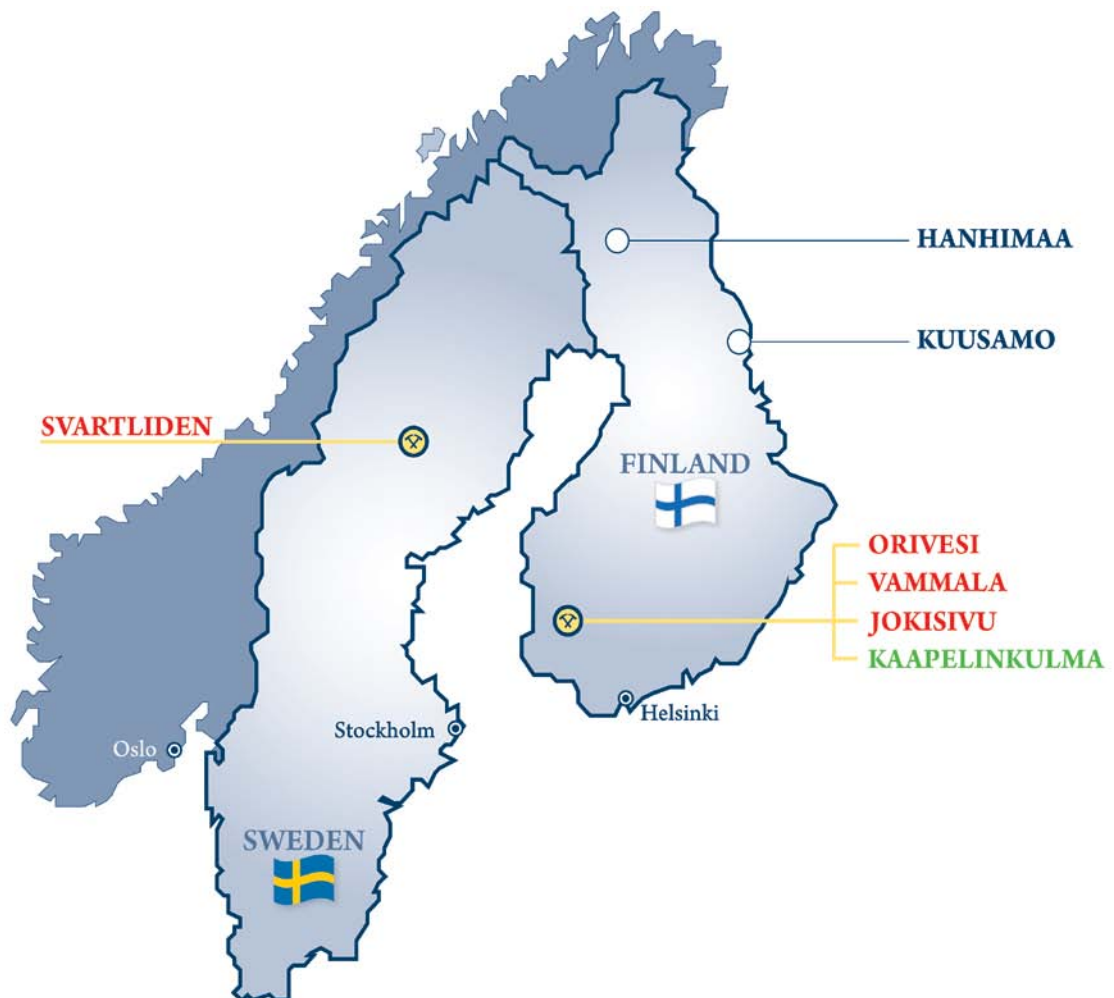 HANHIMAA
KUUSAMO
SVARTLIDEN
FINLAND
ORIVESI
VAMMALA
JOKISIVU
KAAPELINKULMA
Helsinki
Stockholm
Oslo
SWEDEN